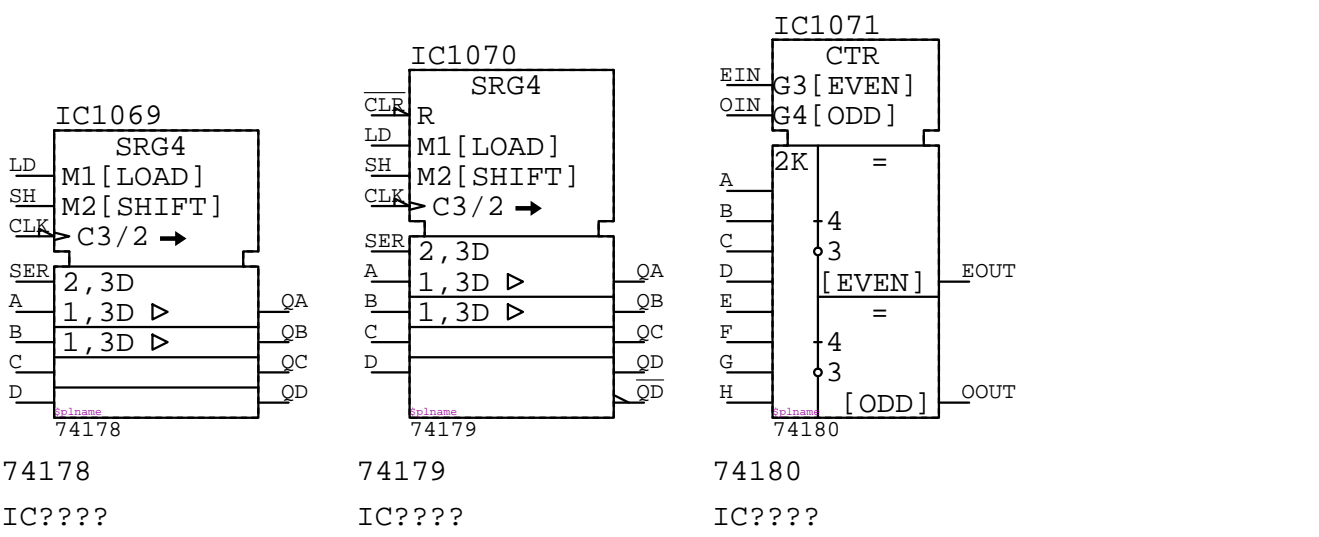 IC1069
SRG4
LD
M1[LOAD]
SH
M2[SHIFT]
CLK
C3/2
SER
2,3D
A
1,3D
QA
B
1,3D
QB
C
QC
D
QD
$plname
74178
74178
IC????
IC1070
SRG4
CLR
R
LD
M1[LOAD]
SH
M2[SHIFT]
CLK
C3/2
SER
2,3D
A
1,3D
QA
B
1,3D
QB
C
QC
D
QD
QD
$plname
74179
74179
IC????
IC1071
CTR
EIN
G3[EVEN]
OIN
G4[ODD]
2K
=
A
B
4
C
3
D
[EVEN]
EOUT
E
=
F
4
G
3
H
[ODD]
OOUT
$plname
74180
74180
IC????